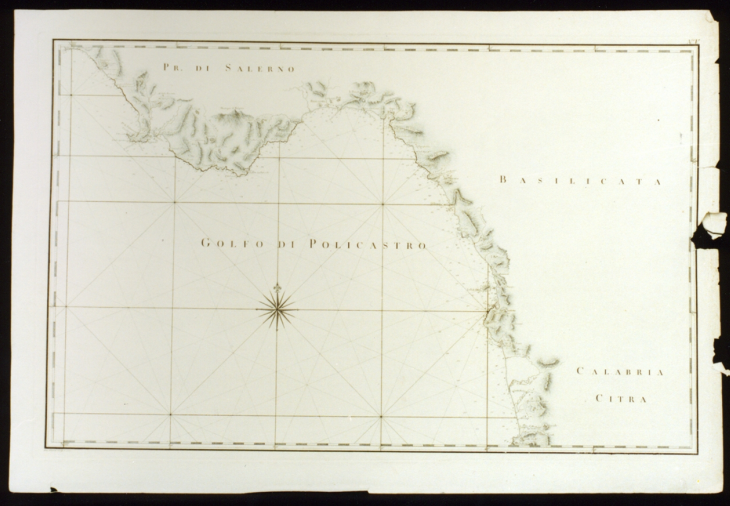 PR. DI SALERNO
BASILICATA
GOLFO DI POLICASTRO
CALABRIA
CITRA